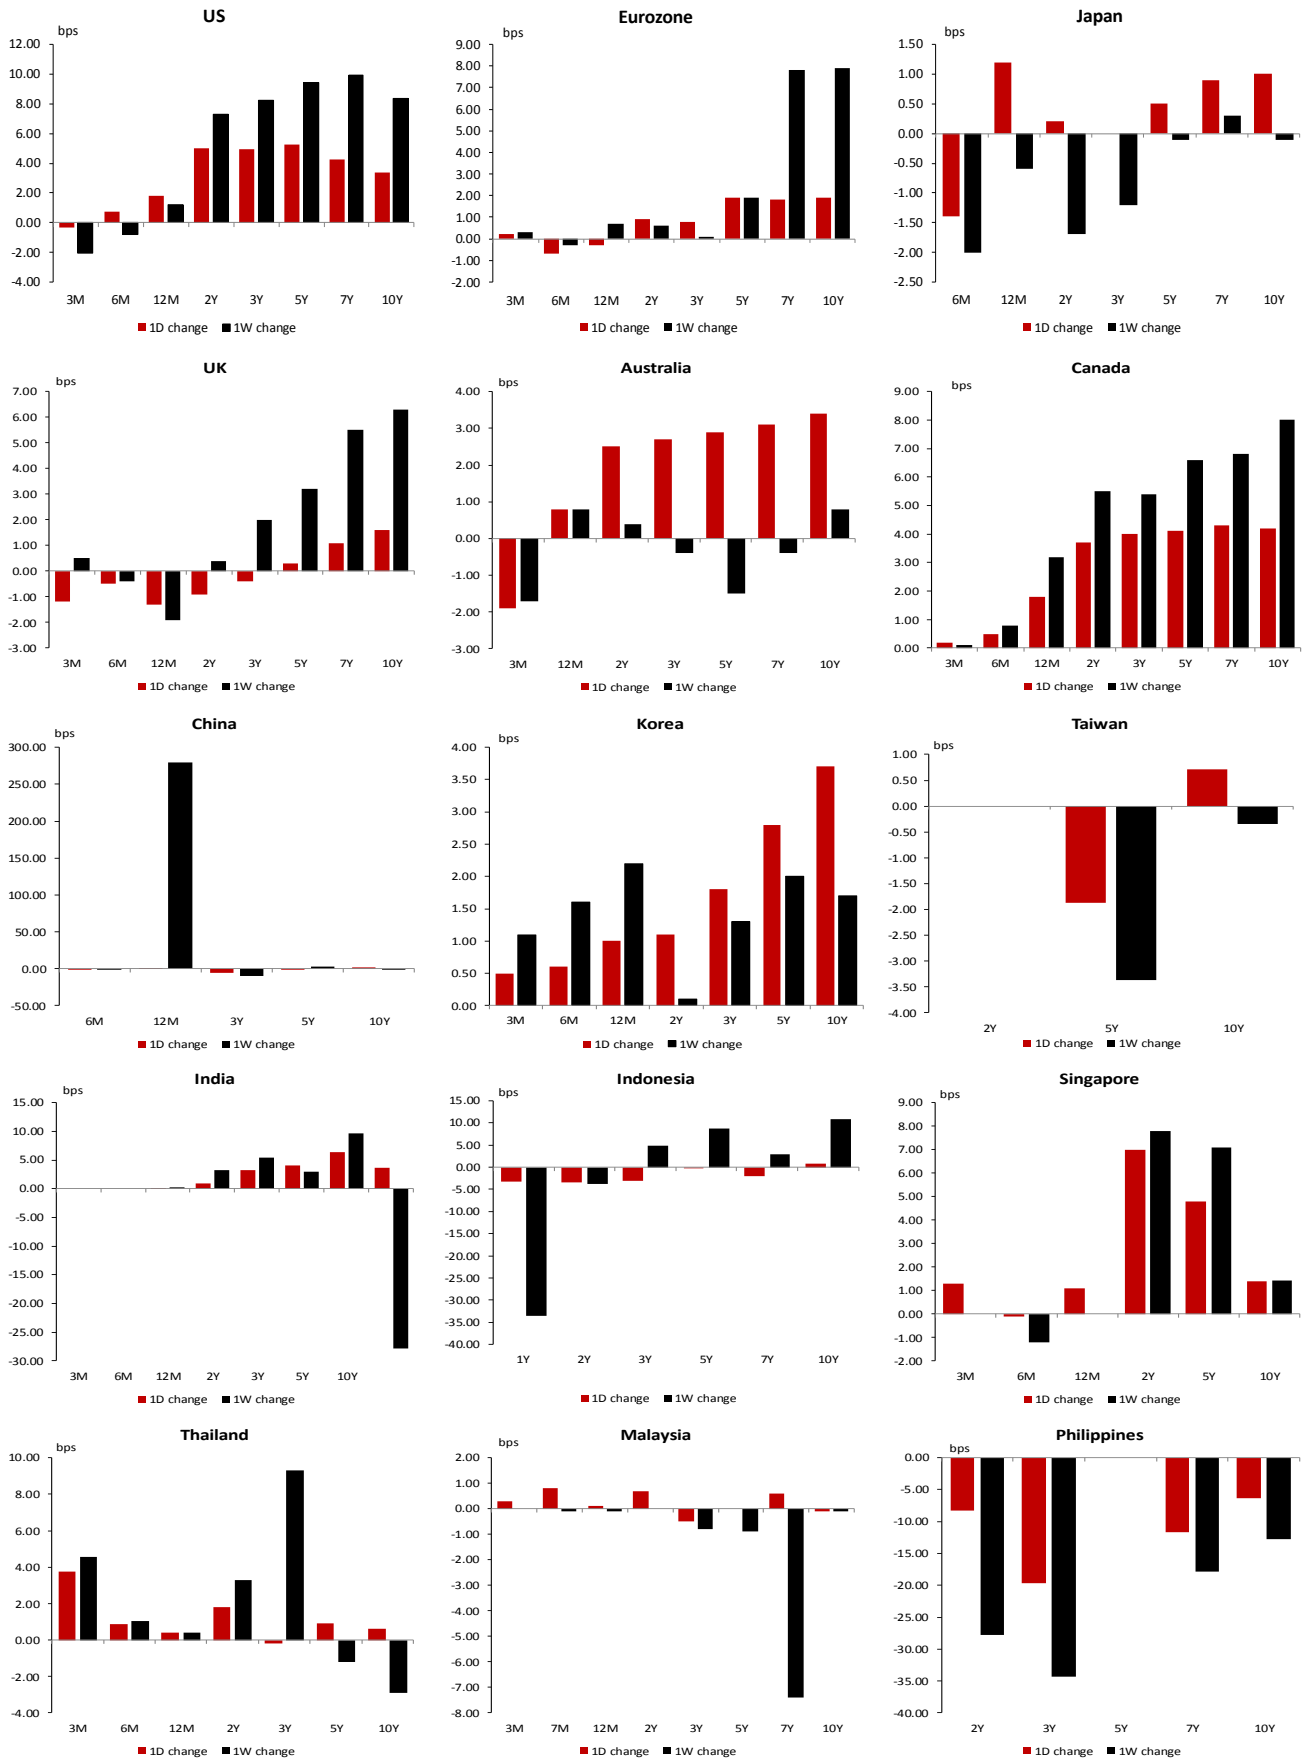 US
bps
12.00
10.00
8.00
6.00
4.00
2.00
0.00
-2.00
-4.00
3M 6M 12M 2Y 3Y 5Y 7Y 10Y
1D change 1W change
Eurozone
bps
9.00
8.00
7.00
6.00
5.00
4.00
3.00
2.00
1.00
0.00
-1.00
-2.00
3M 6M 12M 2Y 3Y 5Y 7Y 10Y
1D change 1W change
Japan
bps
1.50
1.00
0.50
0.00
-0.50
-1.00
-1.50
-2.00
-2.50
6M 12M 2Y 3Y 5Y 7Y 10Y
1D change 1W change
UK
bps
7.00
6.00
5.00
4.00
3.00
2.00
1.00
0.00
-1.00
-2.00
-3.00
3M 6M 12M 2Y 3Y 5Y 7Y 10Y
1D change 1W change
Australia
bps
4.00
3.00
2.00
1.00
0.00
-1.00
-2.00
-3.00
3M 12M 2Y 3Y 5Y 7Y 10Y
1D change 1W change
Canada
bps
9.00
8.00
7.00
6.00
5.00
4.00
3.00
2.00
1.00
0.00
3M 6M 12M 2Y 3Y 5Y 7Y 10Y
1D change 1W change
China
bps
300.00
250.00
200.00
150.00
100.00
50.00
0.00
-50.00
6M 12M 3Y 5Y 10Y
1D change 1W change
Korea
bps
4.00
3.50
3.00
2.50
2.00
1.50
1.00
0.50
0.00
3M 6M 12M 2Y 3Y 5Y 10Y
1D change 1W change
Taiwan
bps
1.00
0.50
0.00
-0.50
-1.00
-1.50
-2.00
-2.50
-3.00
-3.50
-4.00
2Y 5Y 10Y
1D change 1W change
India
bps
15.00
10.00
5.00
0.00
-5.00
-10.00
-15.00
-20.00
-25.00
-30.00
3M 6M 12M 2Y 3Y 5Y 10Y
1D change 1W change
Indonesia
bps
15.00
10.00
5.00
0.00
-5.00
-10.00
-15.00
-20.00
-25.00
-30.00
-35.00
-40.00
1Y 2Y 3Y 5Y 7Y 10Y
1D change 1W change
Singapore
bps
9.00
8.00
7.00
6.00
5.00
4.00
3.00
2.00
1.00
0.00
-1.00
-2.00
3M 6M 12M 2Y 5Y 10Y
1D change 1W change
Thailand
bps
10.00
8.00
6.00
4.00
2.00
0.00
-2.00
-4.00
3M 6M 12M 2Y 3Y 5Y 10Y
1D change 1W change
Malaysia
bps
2.00
1.00
0.00
-1.00
-2.00
-3.00
-4.00
-5.00
-6.00
-7.00
-8.00
3M 7M 12M 2Y 3Y 5Y 7Y 10Y
1D change 1W change
Philippines
bps
0.00
-5.00
-10.00
-15.00
-20.00
-25.00
-30.00
-35.00
-40.00
2Y 3Y 5Y 7Y 10Y
1D change 1W change